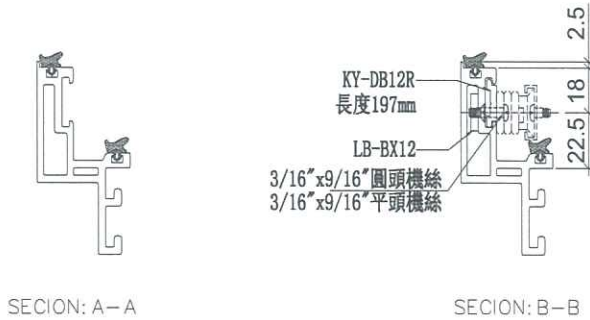 2.5
KY-DB12R
長度197mm
18
LB-BX12
22.5
3/16"x9/16"圓頭機絲
3/16"x9/16"平頭機絲
SECION: A-A
SECION: B-B